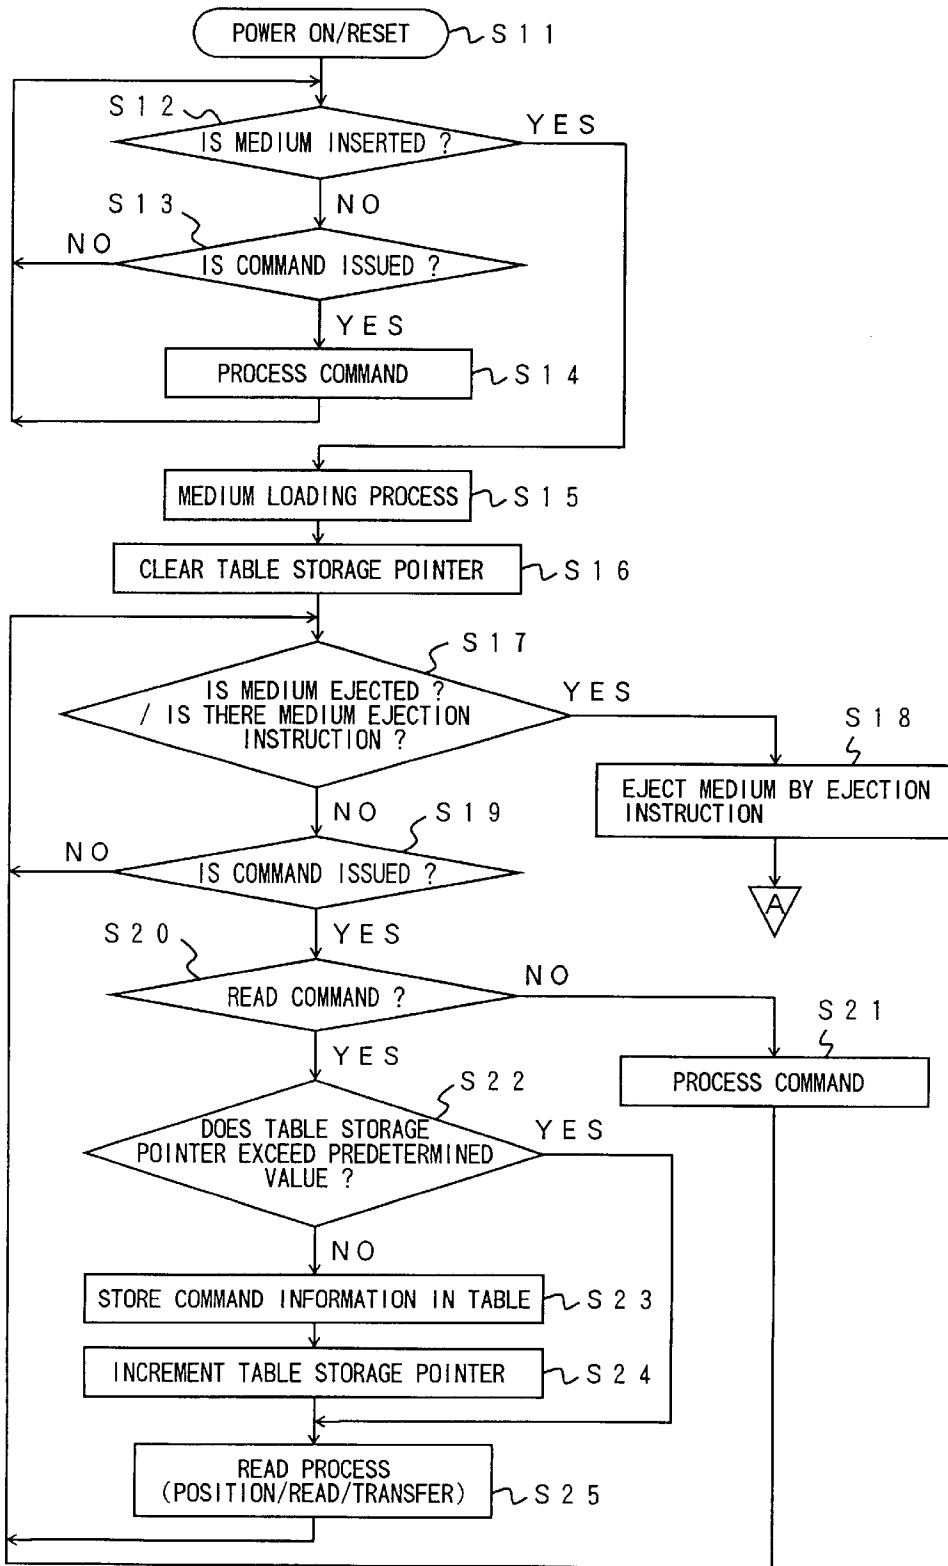 POWER ON/RESET
S11
S12
YES
IS MEDIUM INSERTED ?
NO
S13
NO
IS COMMAND ISSUED ?
YES
PROCESS COMMAND
S14
MEDIUM LOADING PROCESS
S15
CLEAR TABLE STORAGE POINTER
S16
S17
IS MEDIUM EJECTED ?
/ IS THERE MEDIUM EJECTION
INSTRUCTION ?
YES
S18
EJECT MEDIUM BY EJECTION
INSTRUCTION
A
NO
S19
NO
IS COMMAND ISSUED ?
YES
S20
READ COMMAND ?
NO
S21
PROCESS COMMAND
YES
S22
DOES TABLE STORAGE
POINTER EXCEED PREDETERMINED
VALUE ?
YES
NO
STORE COMMAND INFORMATION IN TABLE
S23
INCREMENT TABLE STORAGE POINTER
S24
READ PROCESS
(POSITION/READ/TRANSFER)
S25